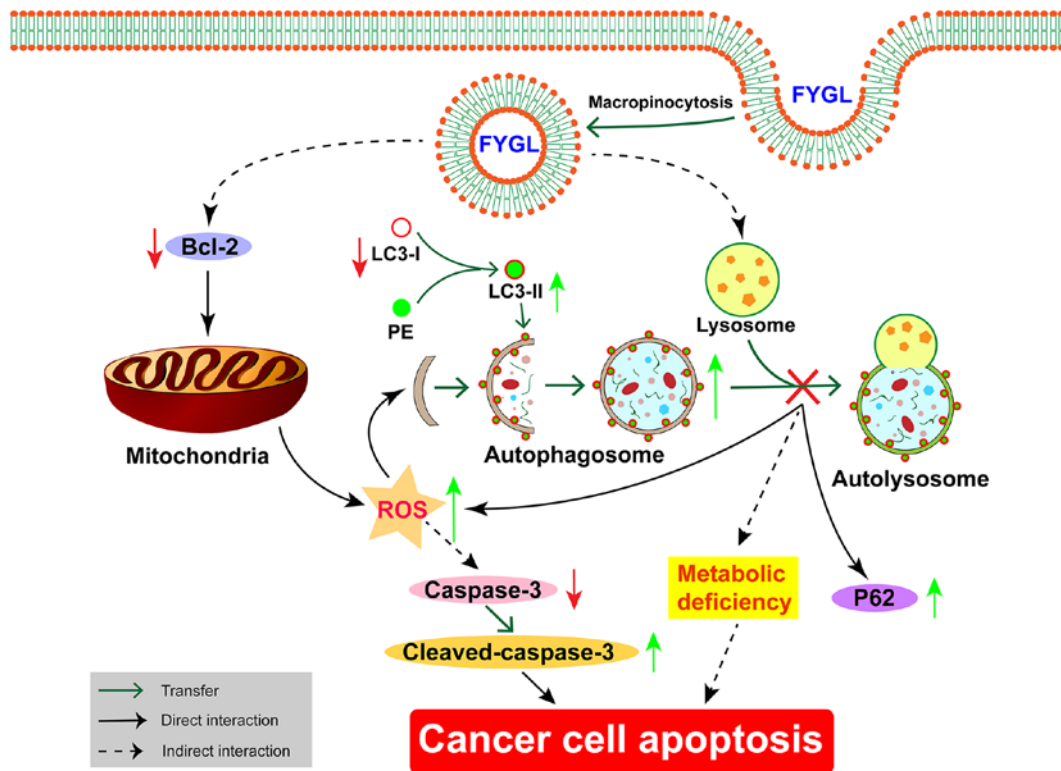 FYGL
Macropinocytosis
FYGL
Bcl-2
LC3-I
LC3-II
PE
Lysosome
Mitochondria
Autophagosome
Autolysosome
ROS
Caspase-3
Metabolic
deficiency
P62
Cleaved-caspase-3
Transfer
Direct interaction
Indirect interaction
Cancer cell apoptosis